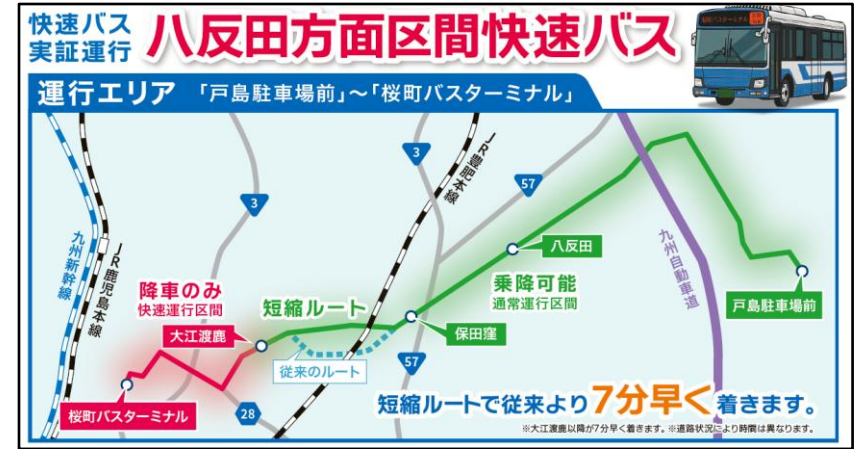 快速バス
実証運行
八反田方面区間快速バス
運行エリア 「戸島駐車場前」～「桜町バスターミナル」
3
JR豊肥本線
57
3
九州新幹線
JR鹿児島本線
八反田
九州自動車道
降車のみ
快速運行区間
短縮ルート
乗降可能
通常運行区間
戸島駐車場前
大江渡鹿
保田窪
従来のルート
57
桜町バスターミナル
28
短縮ルートで従来より7分早く着きます。
※大江渡鹿以降が7分早く着きます。※道路状況により時間は異なります。